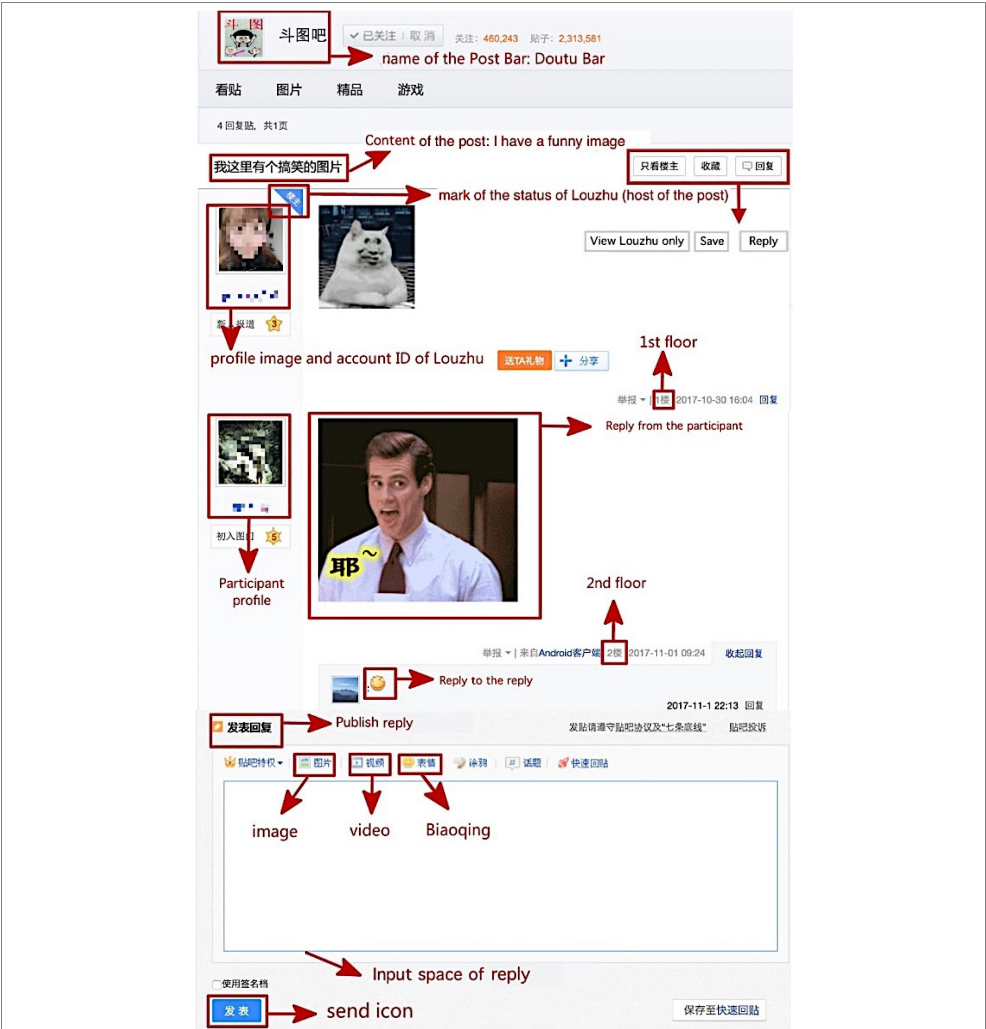 斗图
斗图吧 已关注 | 取消 关注：460,243 贴子：2,313,581
name of the Post Bar: Doutu Bar
看贴 图片 精品 游戏
4回复贴，共1页
Content of the post: I have a funny image
我这里有个搞笑的图片 只看楼主 收藏 回复
楼主 mark of the status of Louzhu (host of the post)
View Louzhu only Save Reply
报道 3
profile image and account ID of Louzhu 送TA礼物 分享
1st floor
举报 | 1楼 2017-10-30 16:04 回复
Reply from the participant
耶~
初入图 5
Participant
profile
2nd floor
举报 | 来自Android客户端 2楼 2017-11-01 09:24 收起回复
: Reply to the reply
2017-11-1 22:13 回复
发表回复 Publish reply 发贴请遵守贴吧协议及“七条底线” 贴吧投诉
贴吧特权 图片 视频 表情 涂鸦 # 话题 快速回贴
image video Biaoqing
Input space of reply
使用签名档
发表 send icon 保存至快速回贴